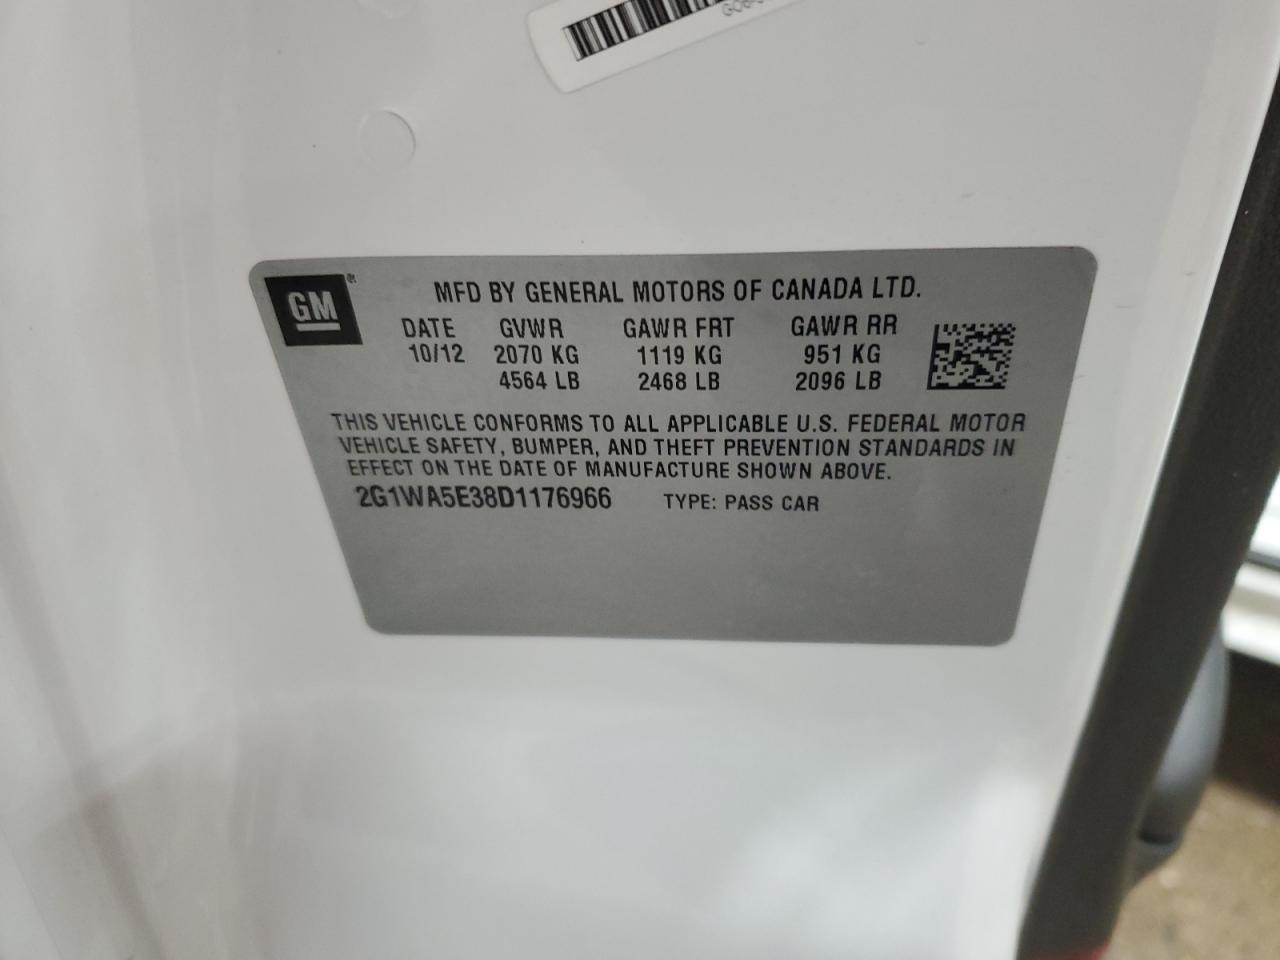 GM
MFD BY GENERAL MOTORS OF CANADA LTD.
DATE GVWR GAWR FRT GAWR RR
10/12 2070 KG 1119 KG 951 KG
4564 LB 2468 LB 2096 LB
THIS VEHICLE CONFORMS TO ALL APPLICABLE U.S. FEDERAL MOTOR
VEHICLE SAFETY, BUMPER, AND THEFT PREVENTION STANDARDS IN
EFFECT ON THE DATE OF MANUFACTURE SHOWN ABOVE.
2G1WA5E38D1176966 TYPE: PASS CAR